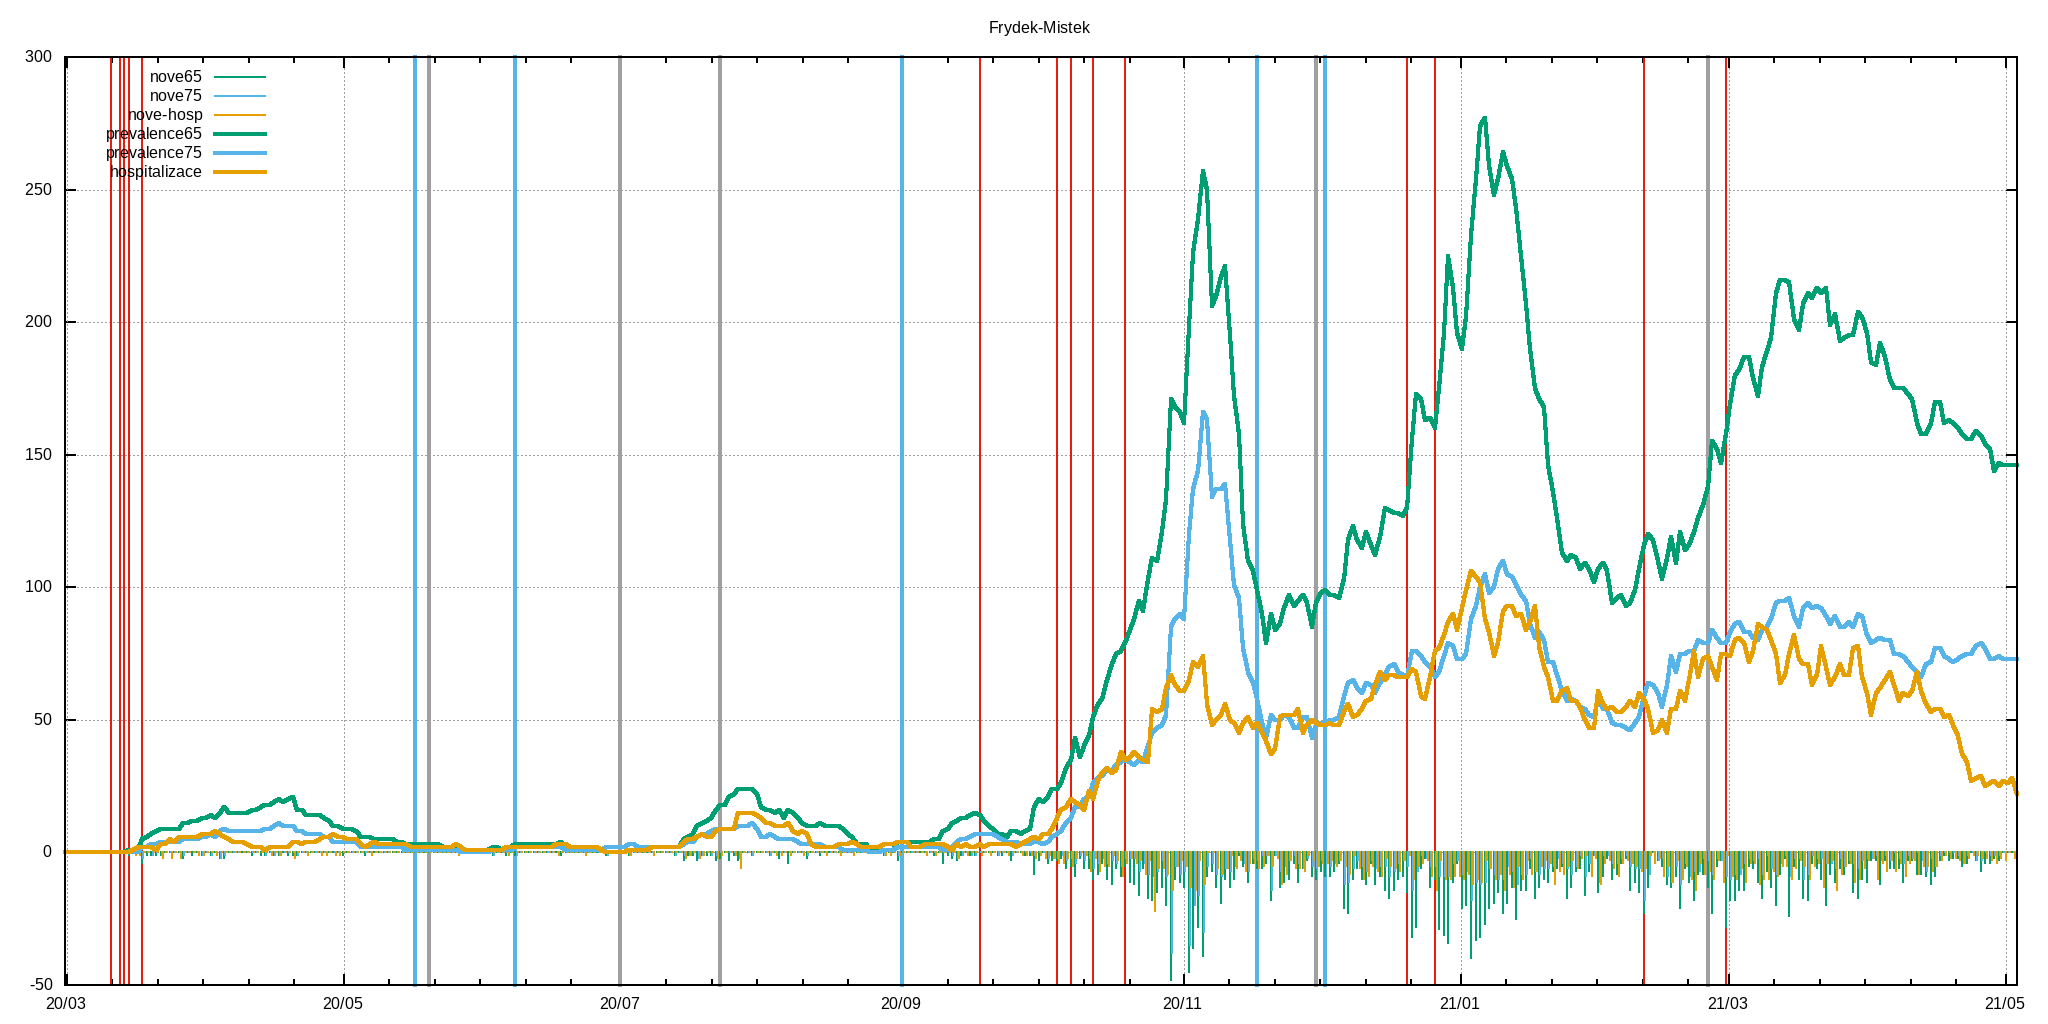 Frydek-Mistek
300
250
200
150
100
50
0
-50
nove65
nove75
nove-hosp
prevalence65
prevalence75
hospitalizace
20/03 20/05 20/07 20/09 20/11 21/01 21/03 21/05